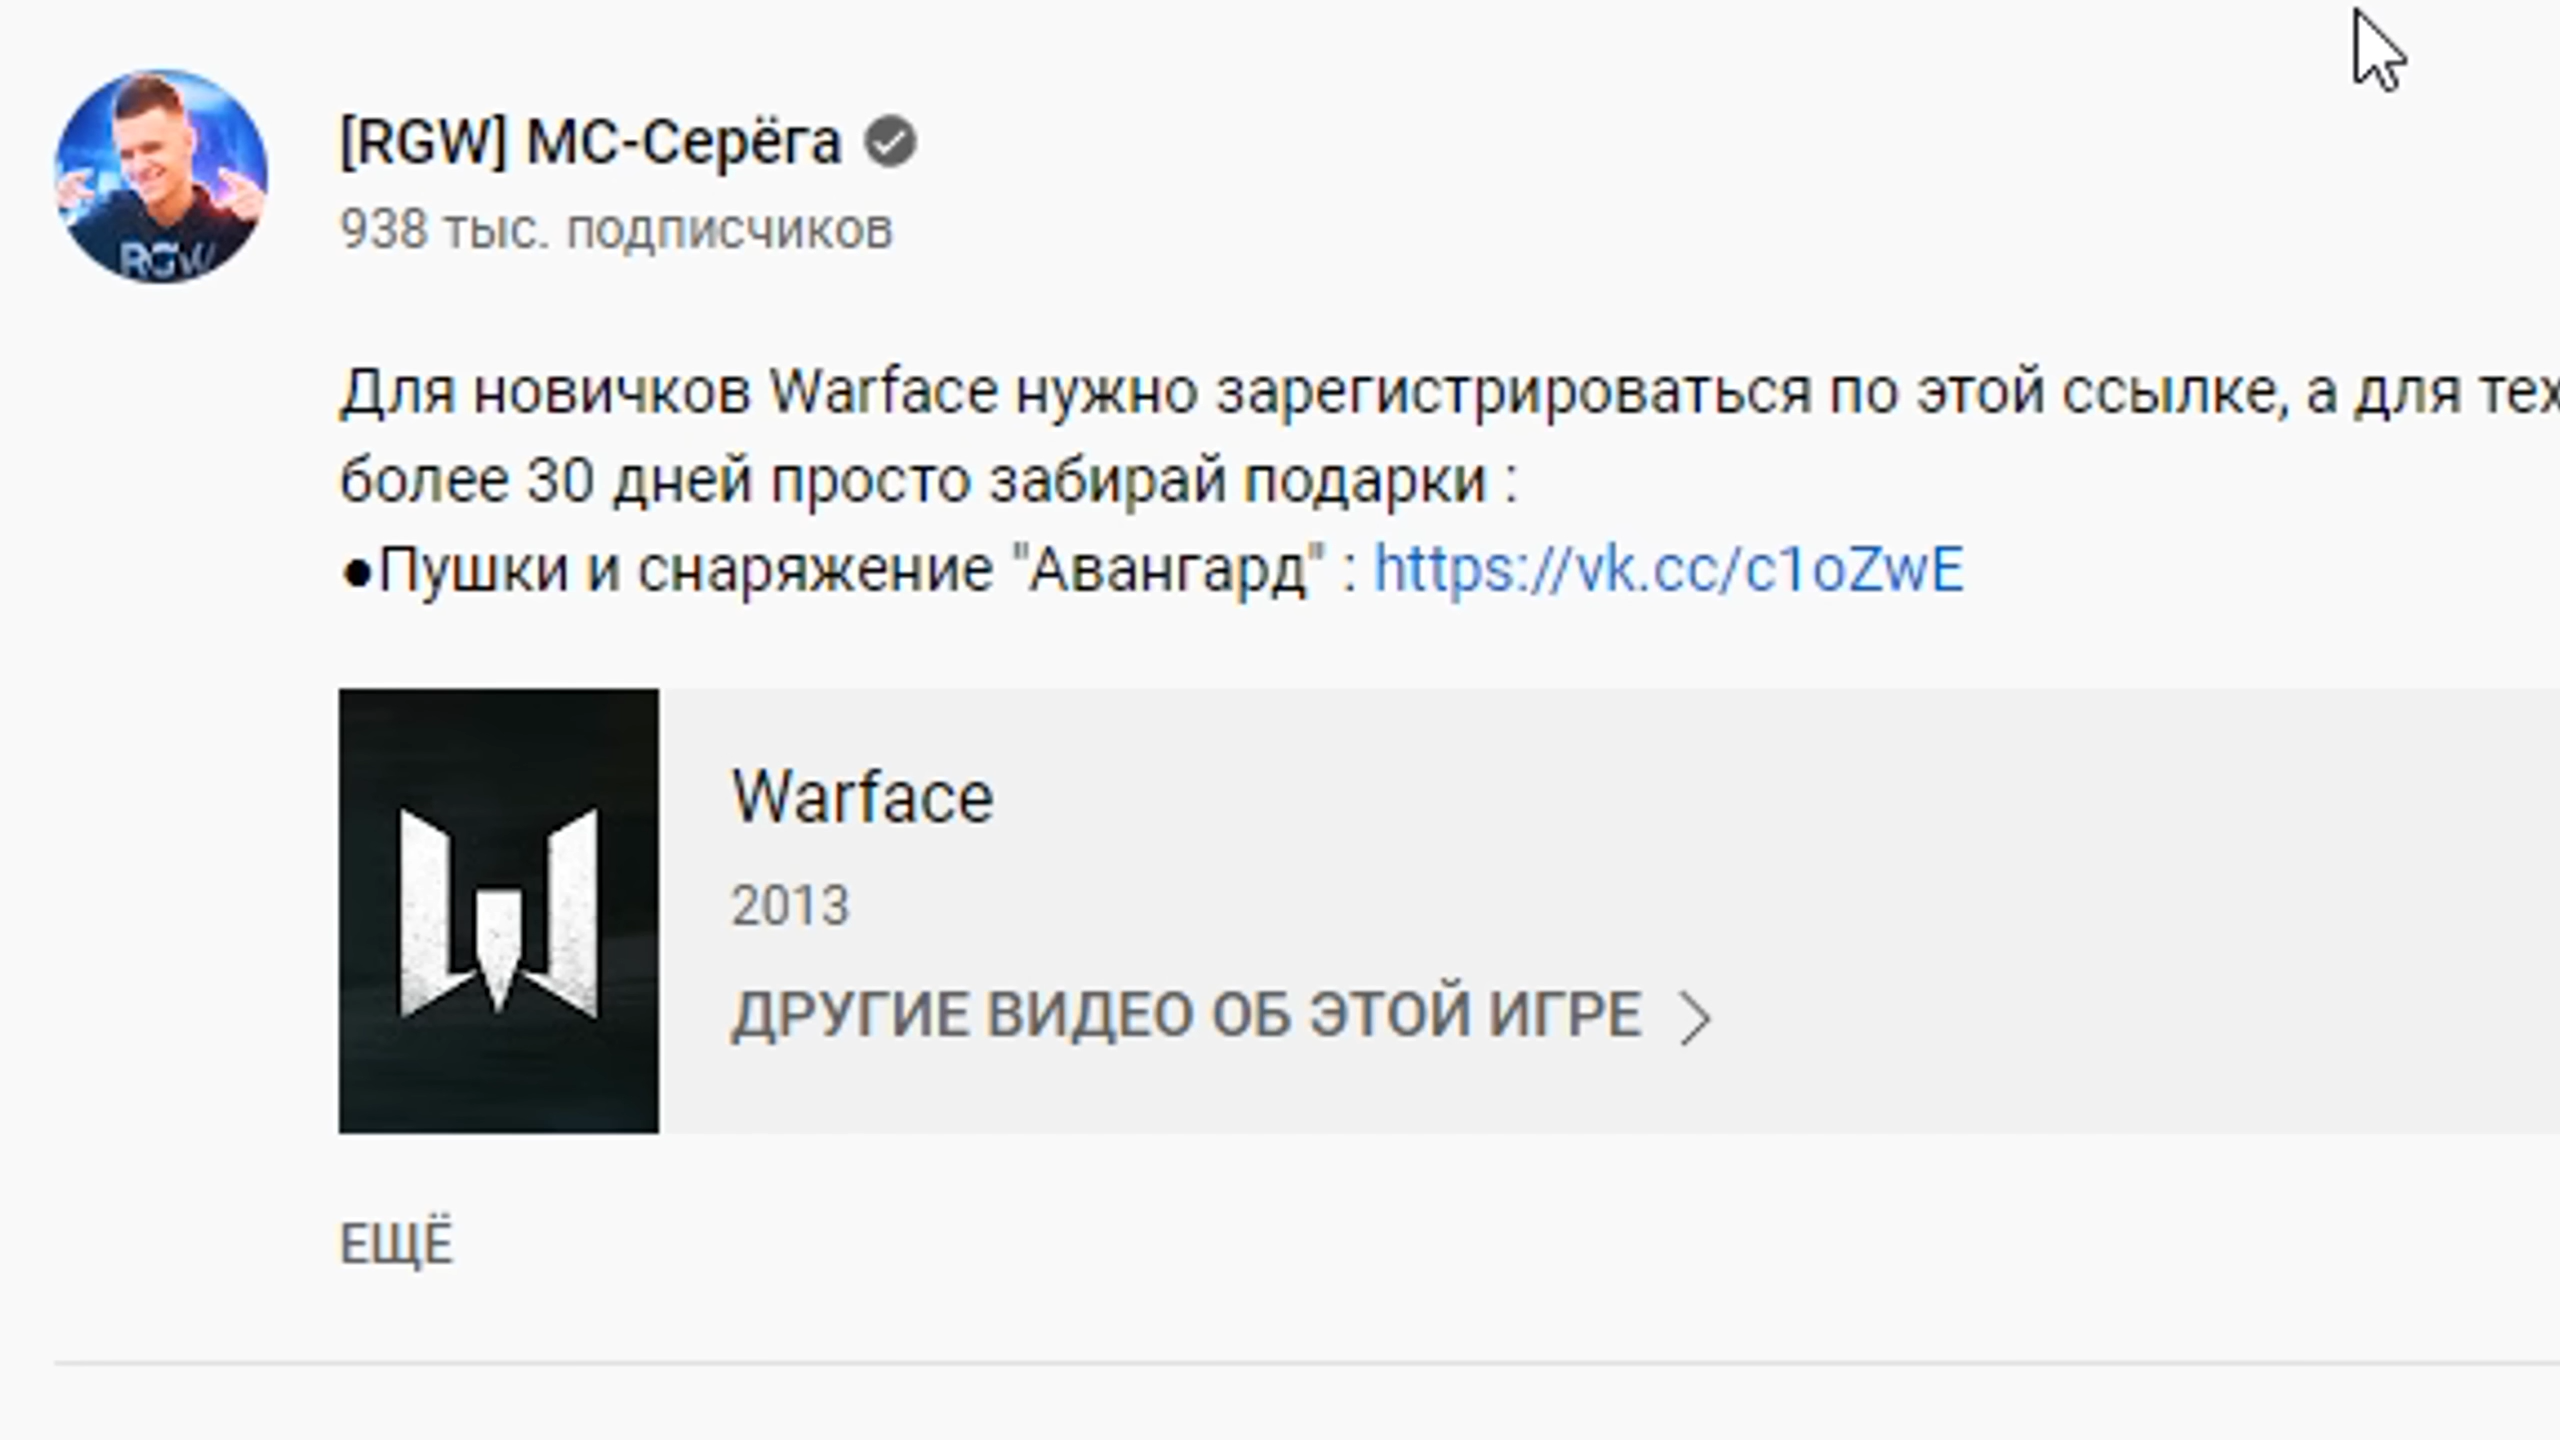 [RGW] МС-Серёга
938 тыс. подписчиков
RGW
Для новичков Warface нужно зарегистрироваться по этой ссылке, а для тех
более 30 дней просто забирай подарки :
●Пушки и снаряжение "Авангард" : https://vk.cc/c1oZwE
Warface
2013
ДРУГИЕ ВИДЕО ОБ ЭТОЙ ИГРЕ
ЕЩЁ